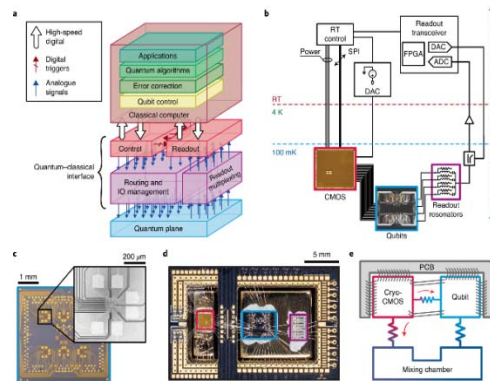 a
High-speed
digital
Digital
triggers
Analogue
signals
Applications
Quantum algorithms
Error correction
Qubit control
Classical computer
Control
Readout
Quantum–classical
interface
Routing and
IO management
Readout
multiplexing
Quantum plane
b
RT
control
Readout
transceiver
FPGA
DAC
ADC
Power
SPI
DAC
RT
4 K
100 mK
CMOS
Qubits
Readout
resonators
c
1 mm
200 µm
d
5 mm
e
PCB
Cryo-
CMOS
Qubit
Mixing chamber